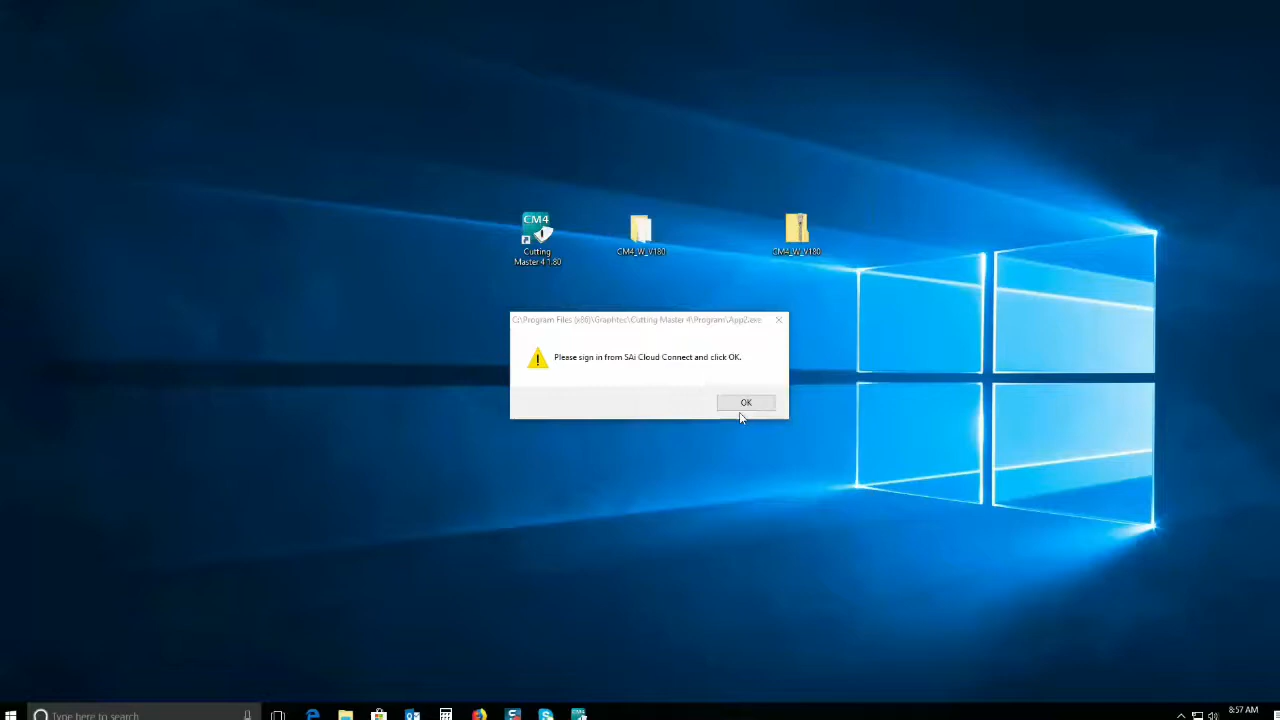 CM4
Cutting
Master 4 1.80
CM4_W_V180
CM4_W_V180
C:\Program Files (x86)\Graphtec\Cutting Master 4\Program\App2.exe
Please sign in from SAi Cloud Connect and click OK.
OK
Type here to search
8:57 AM